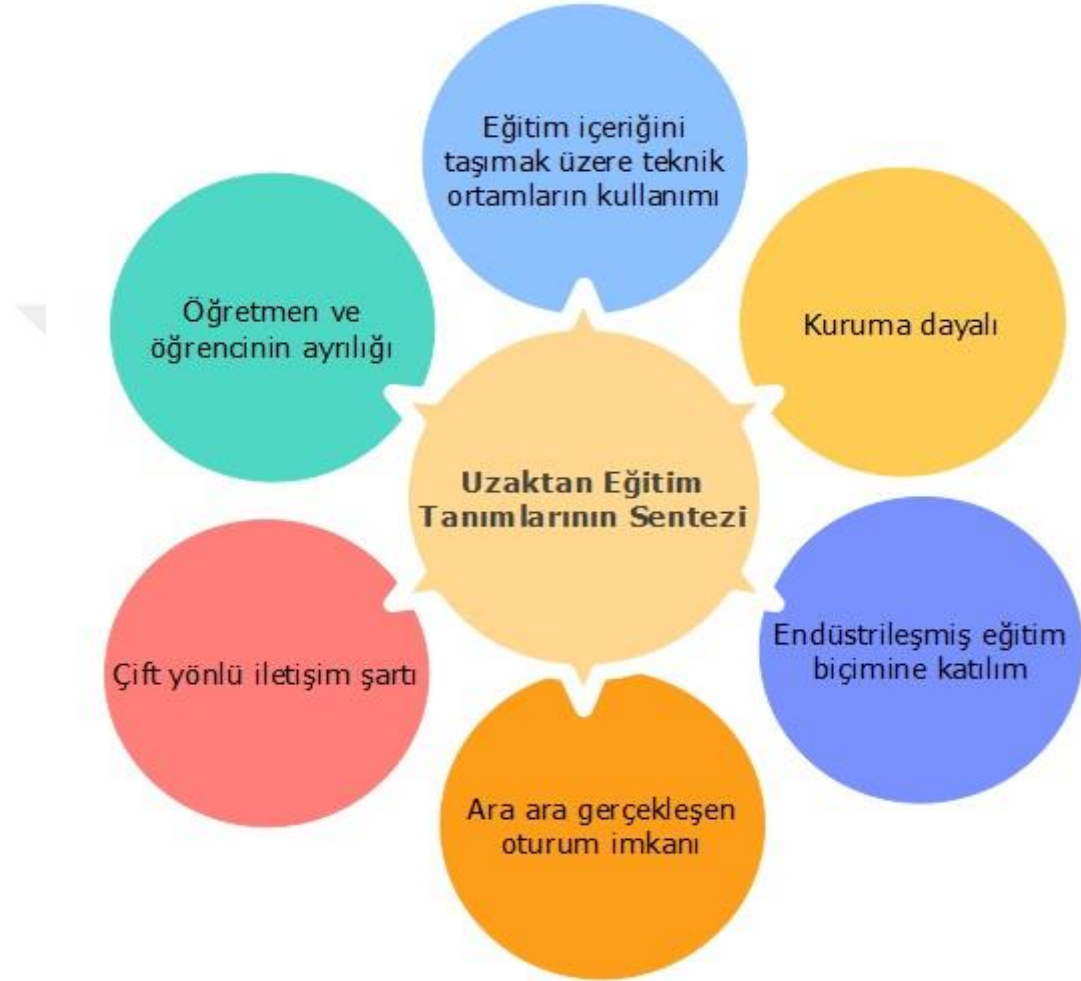 Eğitim içeriğini
taşımak üzere teknik
ortamların kullanımı
Kuruma dayalı
Endüstrileşmiş eğitim
biçimine katılım
Ara ara gerçekleşen
oturum imkanı
Çift yönlü iletişim şartı
Öğretmen ve
öğrencinin ayrılığı
Uzaktan Eğitim
Tanımlarının Sentezi